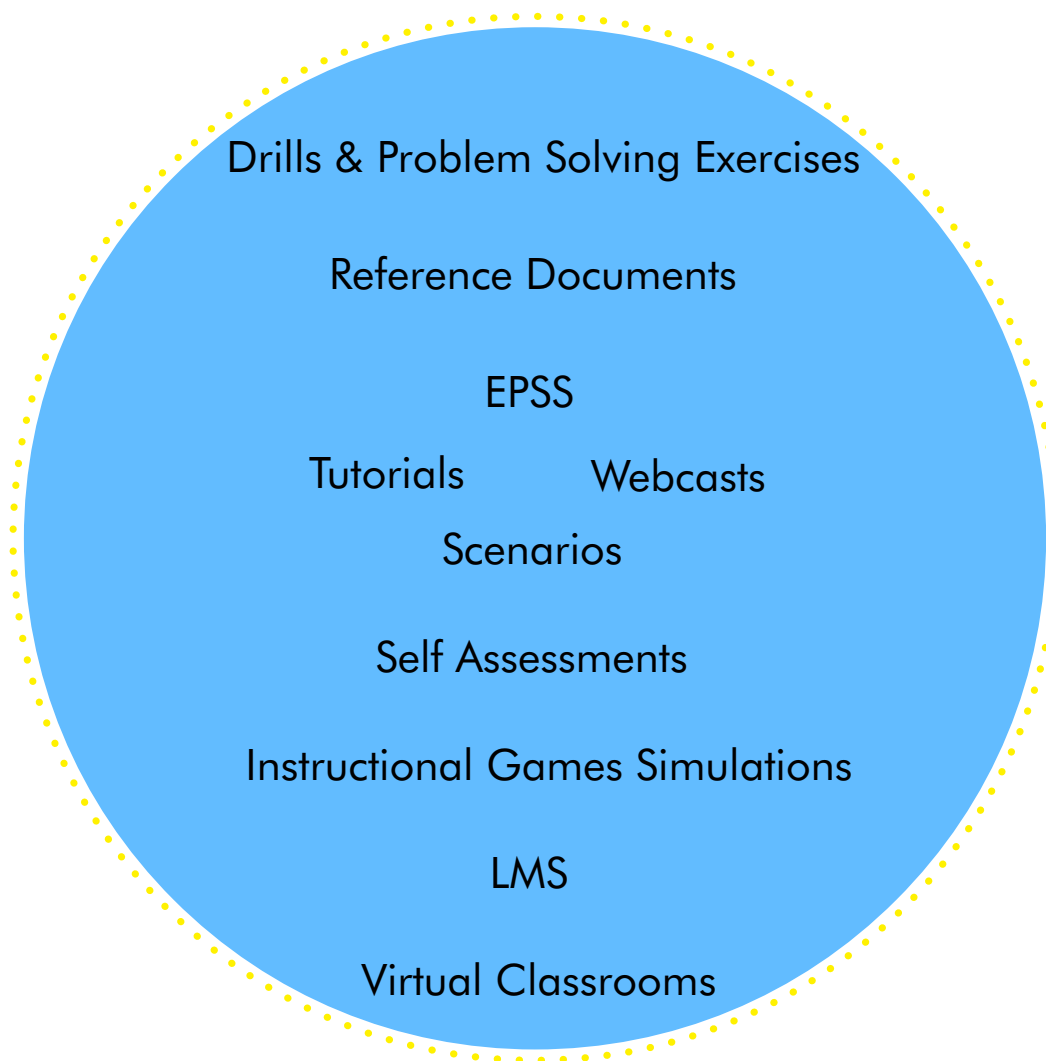 Drills & Problem Solving Exercises
Reference Documents
EPSS
Tutorials Webcasts
Scenarios
Self Assessments
Instructional Games Simulations
LMS
Virtual Classrooms